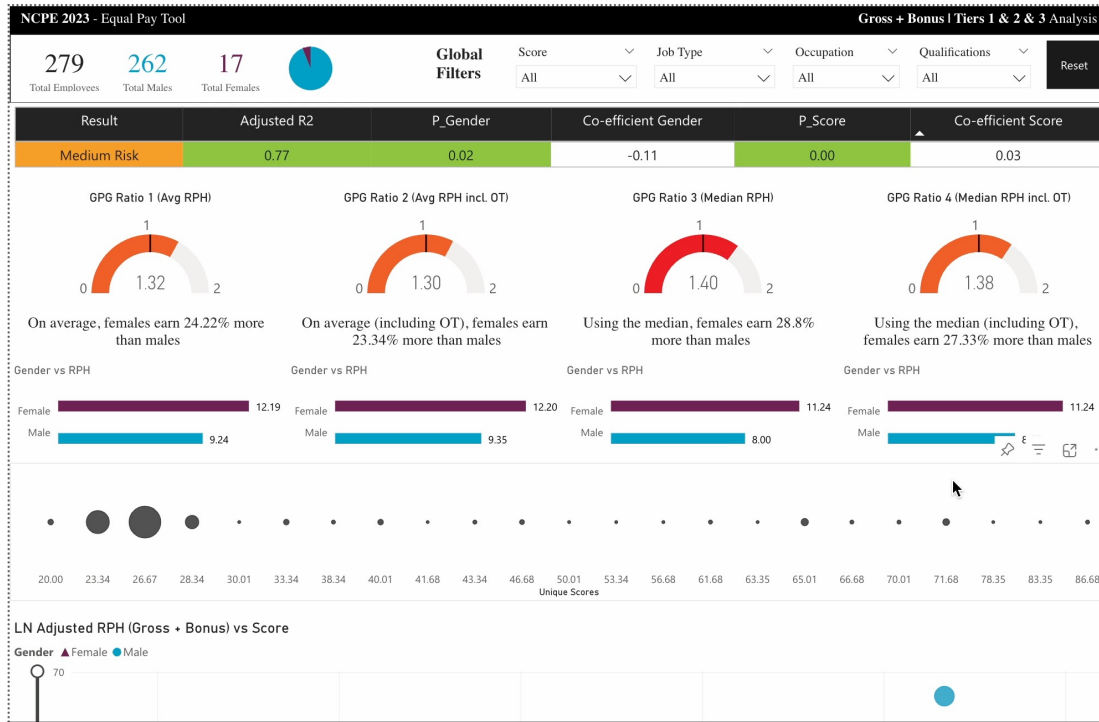 NCPE 2023 - Equal Pay Tool
Gross + Bonus | Tiers 1 & 2 & 3 Analysis
279
Total Employees
262
Total Males
17
Total Females
Global
Filters
Score
All
Job Type
All
Occupation
All
Qualifications
All
Reset
Result Adjusted R2 P_Gender Co-efficient Gender P_Score Co-efficient Score
Medium Risk 0.77 0.02 -0.11 0.00 0.03
GPG Ratio 1 (Avg RPH)
1
0 1.32 2
On average, females earn 24.22% more
than males
GPG Ratio 2 (Avg RPH incl. OT)
1
0 1.30 2
On average (including OT), females earn
23.34% more than males
GPG Ratio 3 (Median RPH)
1
0 1.40 2
Using the median, females earn 28.8%
more than males
GPG Ratio 4 (Median RPH incl. OT)
1
0 1.38 2
Using the median (including OT),
females earn 27.33% more than males
Gender vs RPH
Female 12.19
Male 9.24
Gender vs RPH
Female 12.20
Male 9.35
Gender vs RPH
Female 11.24
Male 8.00
Gender vs RPH
Female 11.24
Male
20.00 23.34 26.67 28.34 30.01 33.34 38.34 40.01 41.68 43.34 46.68 50.01 53.34 56.68 61.68 63.35 65.01 66.68 70.01 71.68 78.35 83.35 86.68
Unique Scores
LN Adjusted RPH (Gross + Bonus) vs Score
Gender Female Male
70